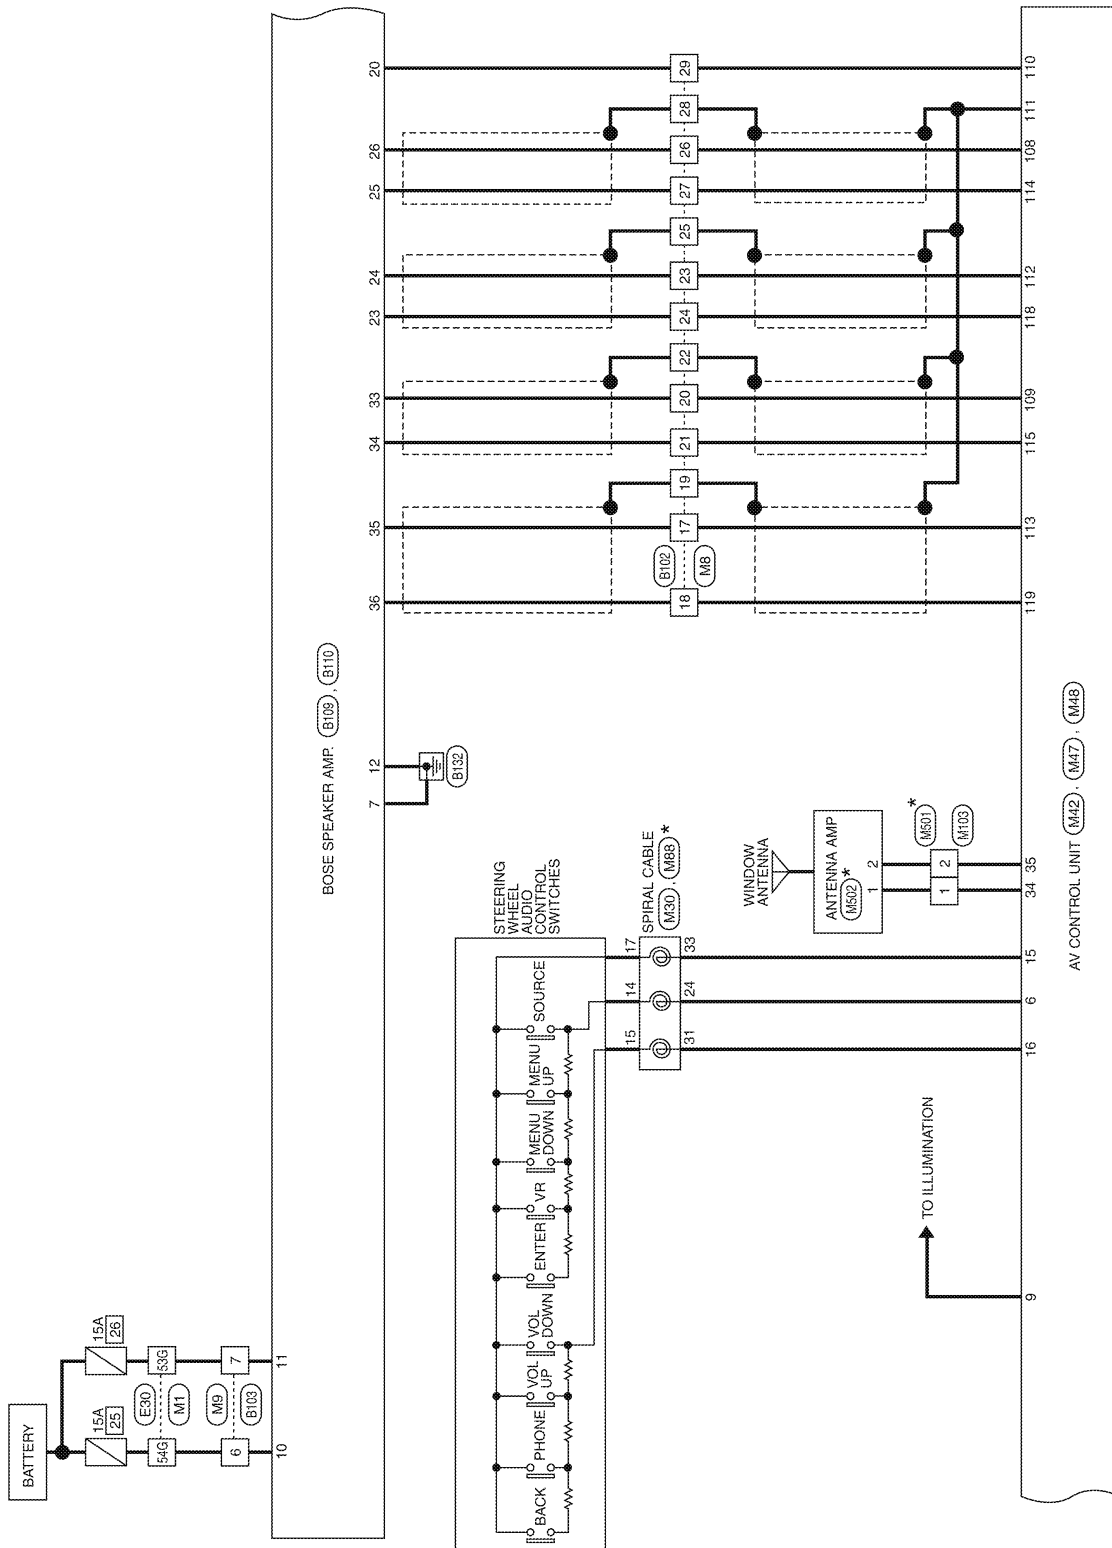 BATTERY
15A
25
15A
26
54G
53G
E30
M1
6
7
M9
B103
10
11
BOSE SPEAKER AMP. B109 , B110
7
12
B132
36
35
34
33
23
24
25
26
20
18
17
19
21
20
22
24
23
25
27
26
28
29
B102
M8
119
113
115
109
118
112
114
108
111
110
STEERING
WHEEL
AUDIO
CONTROL
SWITCHES
BACK
PHONE
VOL
UP
VOL
DOWN
ENTER
VR
MENU
DOWN
MENU
UP
SOURCE
15
14
17
SPIRAL CABLE
M30 , M88 *
31
24
33
16
6
15
WINDOW
ANTENNA
ANTENNA AMP
M502 *
1
2
1
2
M501 *
M103
34
35
TO ILLUMINATION
9
AV CONTROL UNIT M42 , M47 , M48